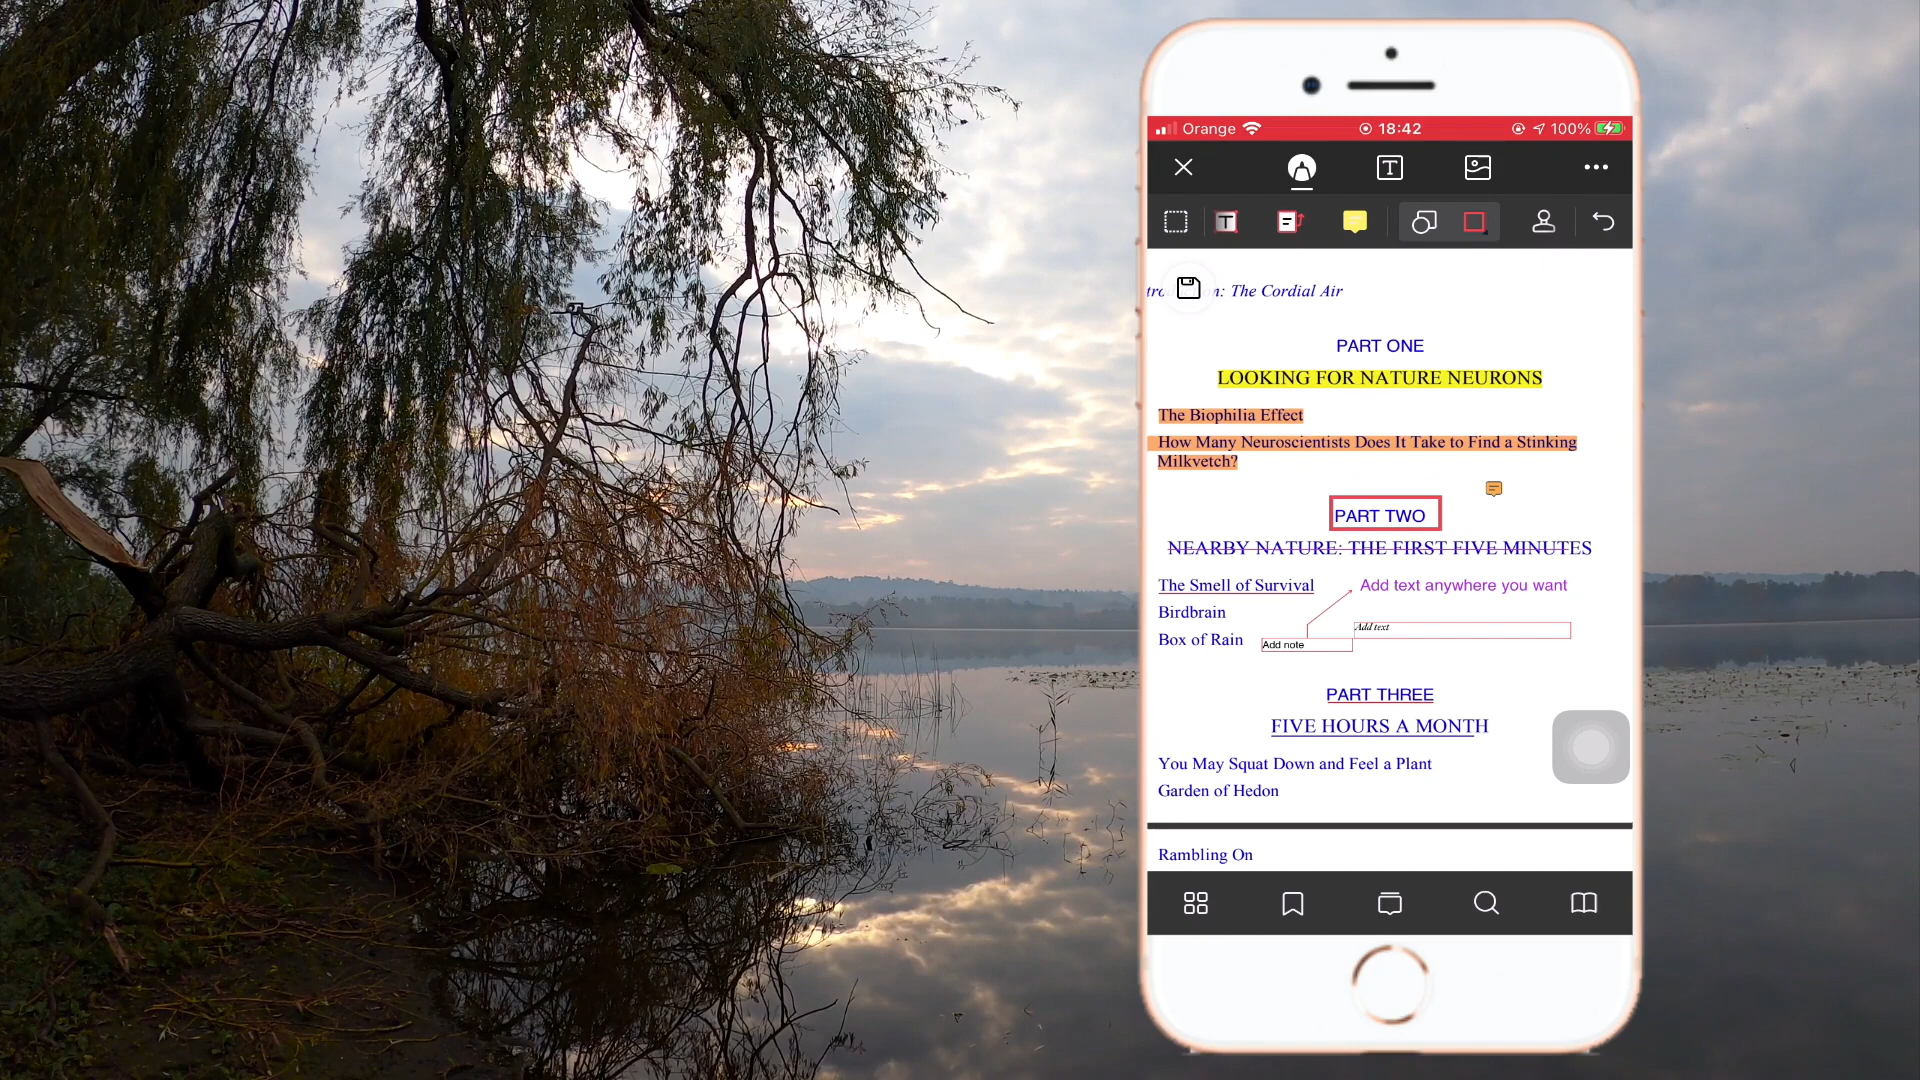 Orange 18:42 100%
T
T
n: The Cordial Air
PART ONE
LOOKING FOR NATURE NEURONS
The Biophilia Effect
How Many Neuroscientists Does It Take to Find a Stinking
Milkvetch?
PART TWO
NEARBY NATURE: THE FIRST FIVE MINUTES
The Smell of Survival
Add text anywhere you want
Birdbrain
Add text
Box of Rain
Add note
PART THREE
FIVE HOURS A MONTH
You May Squat Down and Feel a Plant
Garden of Hedon
Rambling On